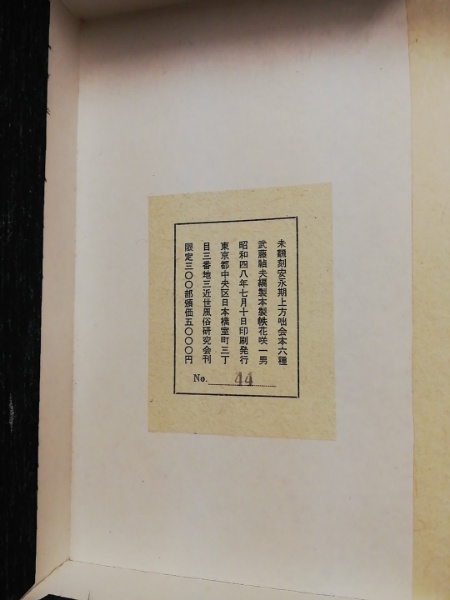 未翻刻安永期上方咄会本六種
武藤禎夫編製本製帙花咲一男
昭和四八年七月十日印刷発行
東京都中央区日本橋室町三丁
目三番地三近世風俗研究会刊
限定三〇〇部頒価五〇〇〇円
No. 44